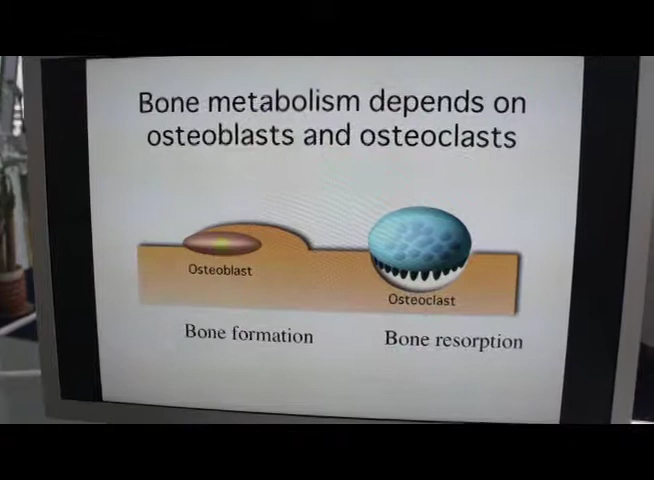 Bone metabolism depends on
osteoblasts and osteoclasts
Osteoblast
Osteoclast
Bone formation
Bone resorption